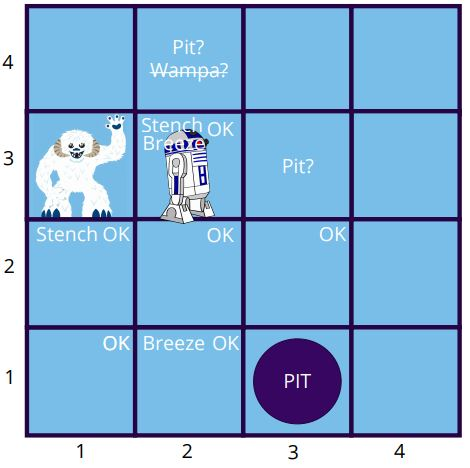 4
Pit?
Wampa?
3
Stench OK
Breeze
Pit?
2
Stench OK
OK
OK
1
OK
Breeze OK
PIT
1 2 3 4